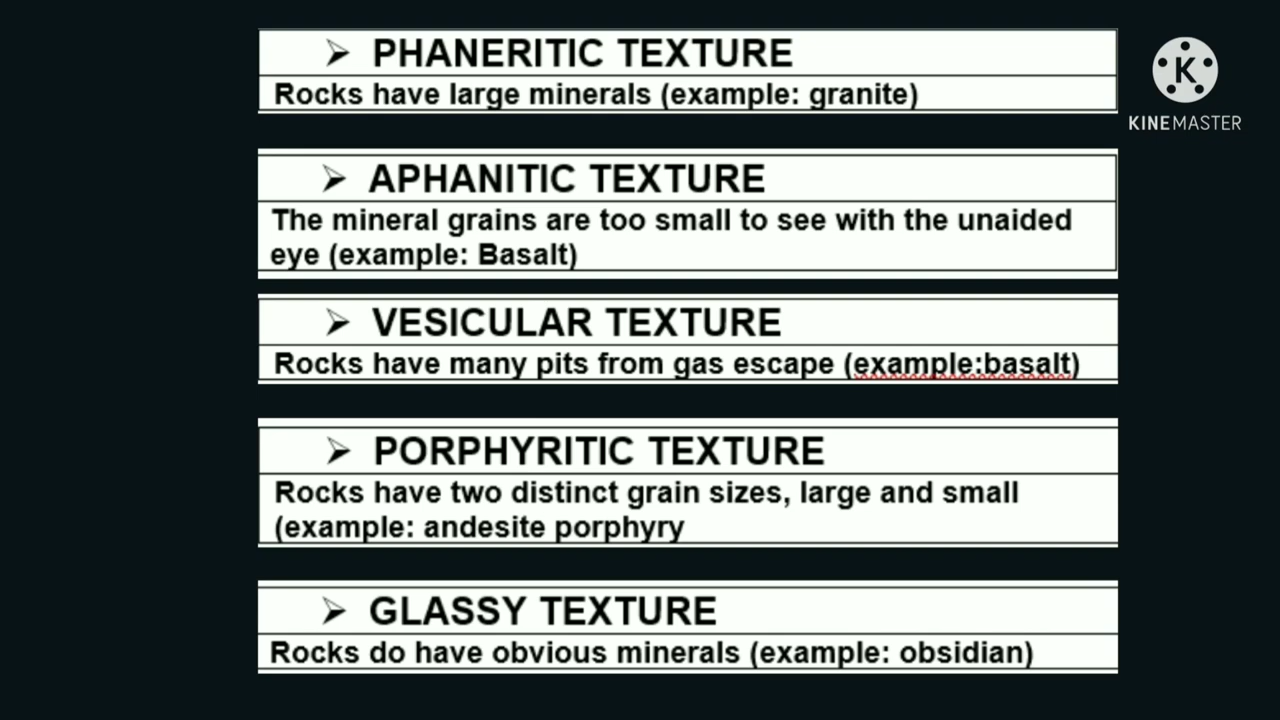 ➢ PHANERITIC TEXTURE
Rocks have large minerals (example: granite)
K
KINEMASTER
➢ APHANITIC TEXTURE
The mineral grains are too small to see with the unaided
eye (example: Basalt)
➢ VESICULAR TEXTURE
Rocks have many pits from gas escape (example:basalt)
➢ PORPHYRITIC TEXTURE
Rocks have two distinct grain sizes, large and small
(example: andesite porphyry
➢ GLASSY TEXTURE
Rocks do have obvious minerals (example: obsidian)